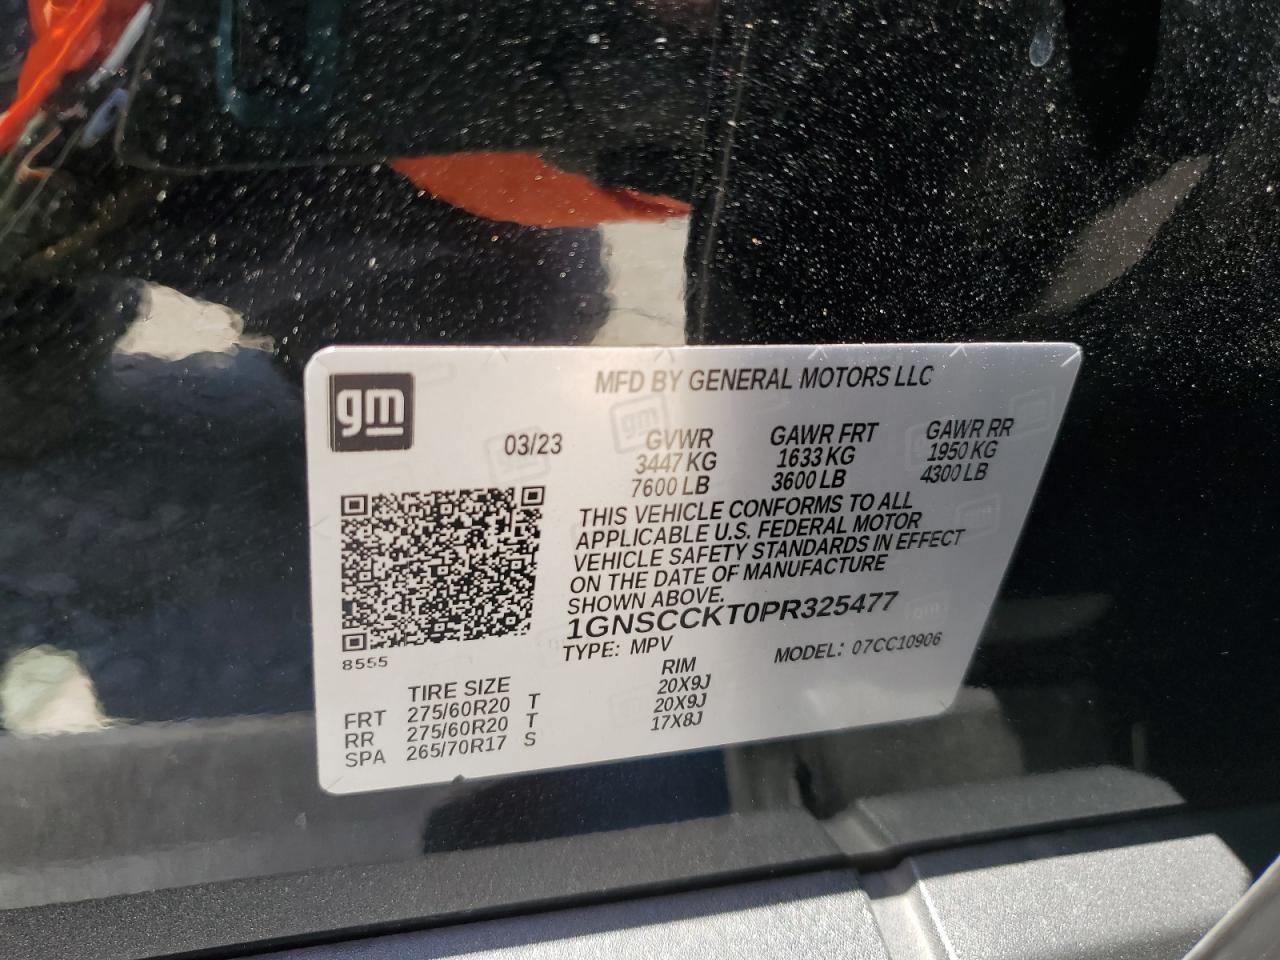 gm
MFD BY GENERAL MOTORS LLC
03/23
GVWR GAWR FRT GAWR RR
3447 KG 1633 KG 1950 KG
7600 LB 3600 LB 4300 LB
THIS VEHICLE CONFORMS TO ALL
APPLICABLE U.S. FEDERAL MOTOR
VEHICLE SAFETY STANDARDS IN EFFECT
ON THE DATE OF MANUFACTURE
SHOWN ABOVE.
1GNSCCKT0PR325477
TYPE: MPV MODEL: 07CC10906
8555
TIRE SIZE RIM
FRT 275/60R20 T 20X9J
RR 275/60R20 T 20X9J
SPA 265/70R17 S 17X8J